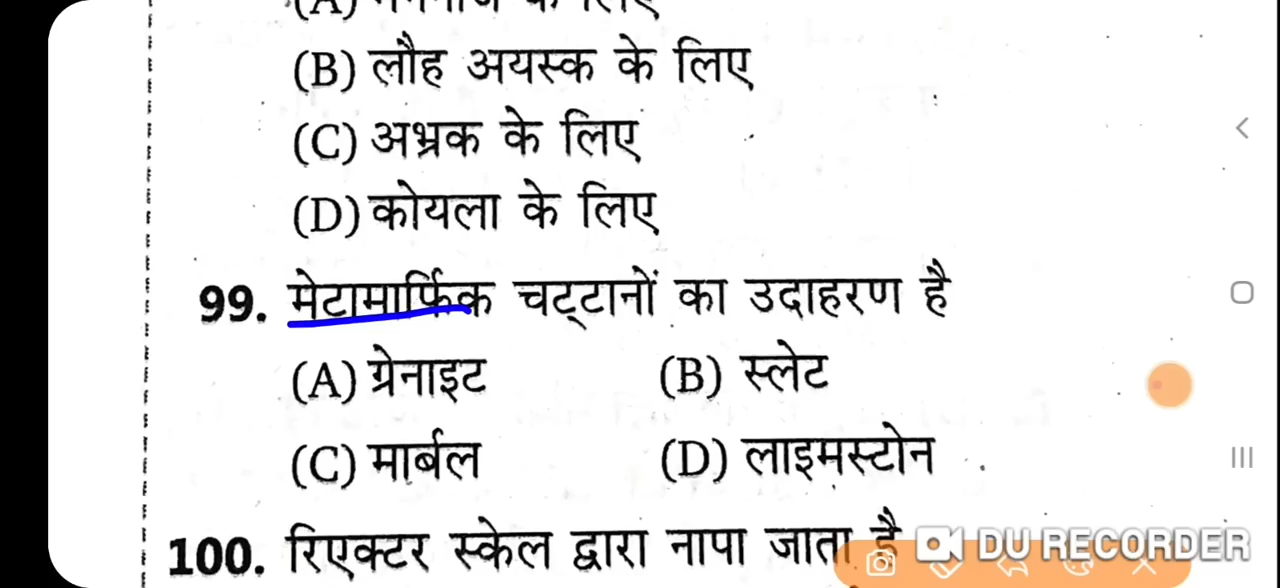 (B) लौह अयस्क के लिए
(C) अभ्रक के लिए
(D) कोयला के लिए
99. मेटामार्फिक चट्टानों का उदाहरण है
(A) ग्रेनाइट (B) स्लेट
(C) मार्बल (D) लाइमस्टोन
100. रिएक्टर स्केल द्वारा नापा जाता है
DU RECORDER